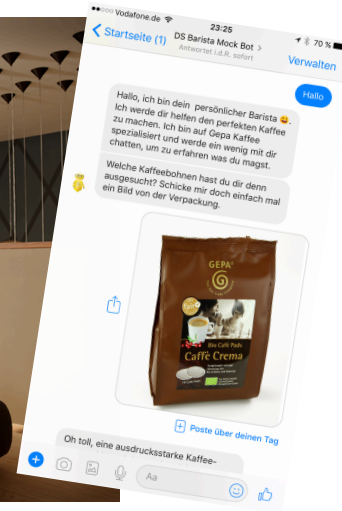 Vodafone.de
23:25
70 %
Startseite (1)
DS Barista Mock Bot
Antwortet i.d.R. sofort
Verwalten
Hallo
Hallo, ich bin dein persönlicher Barista 😀.
Ich werde dir helfen den perfekten Kaffee
zu machen. Ich bin auf Gepa Kaffee
spezialisiert und werde ein wenig mit dir
chatten, um zu erfahren was du magst.
Welche Kaffeebohnen hast du dir denn
ausgesucht? Schicke mir doch einfach mal
ein Bild von der Verpackung.
GEPA
Bio Café Pads
Caffè Crema
Poste über deinen Tag
Oh toll, eine ausdrucksstarke Kaffee-
Aa